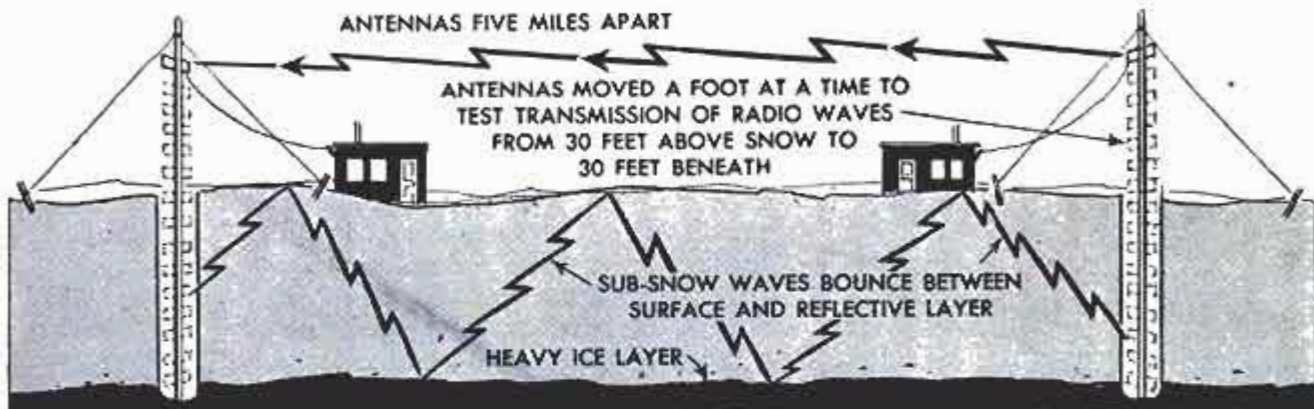 ANTENNAS FIVE MILES APART
ANTENNAS MOVED A FOOT AT A TIME TO
TEST TRANSMISSION OF RADIO WAVES
FROM 30 FEET ABOVE SNOW TO
30 FEET BENEATH
SUB-SNOW WAVES BOUNCE BETWEEN
SURFACE AND REFLECTIVE LAYER
HEAVY ICE LAYER